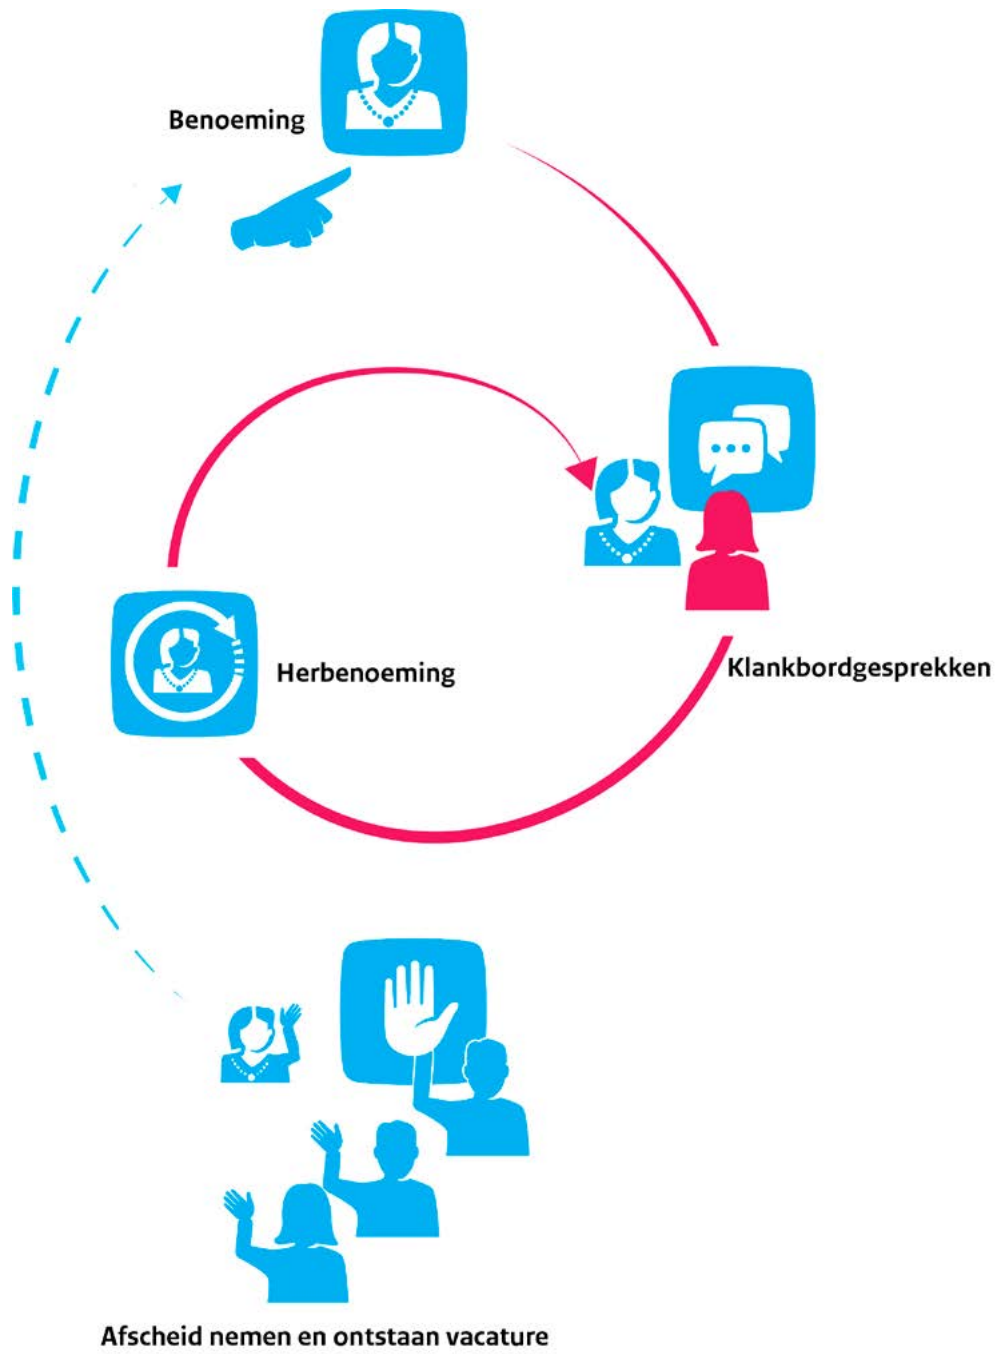 Benoeming
Klankbordgesprekken
Herbenoeming
Afscheid nemen en ontstaan vacature